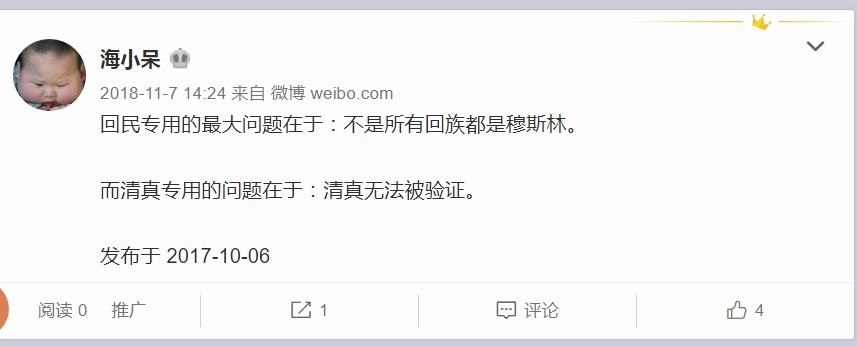 海小呆
2018-11-7 14:24 来自 微博 weibo.com
回民专用的最大问题在于：不是所有回族都是穆斯林。
而清真专用的问题在于：清真无法被验证。
发布于 2017-10-06
阅读 0 推广 1 评论 4